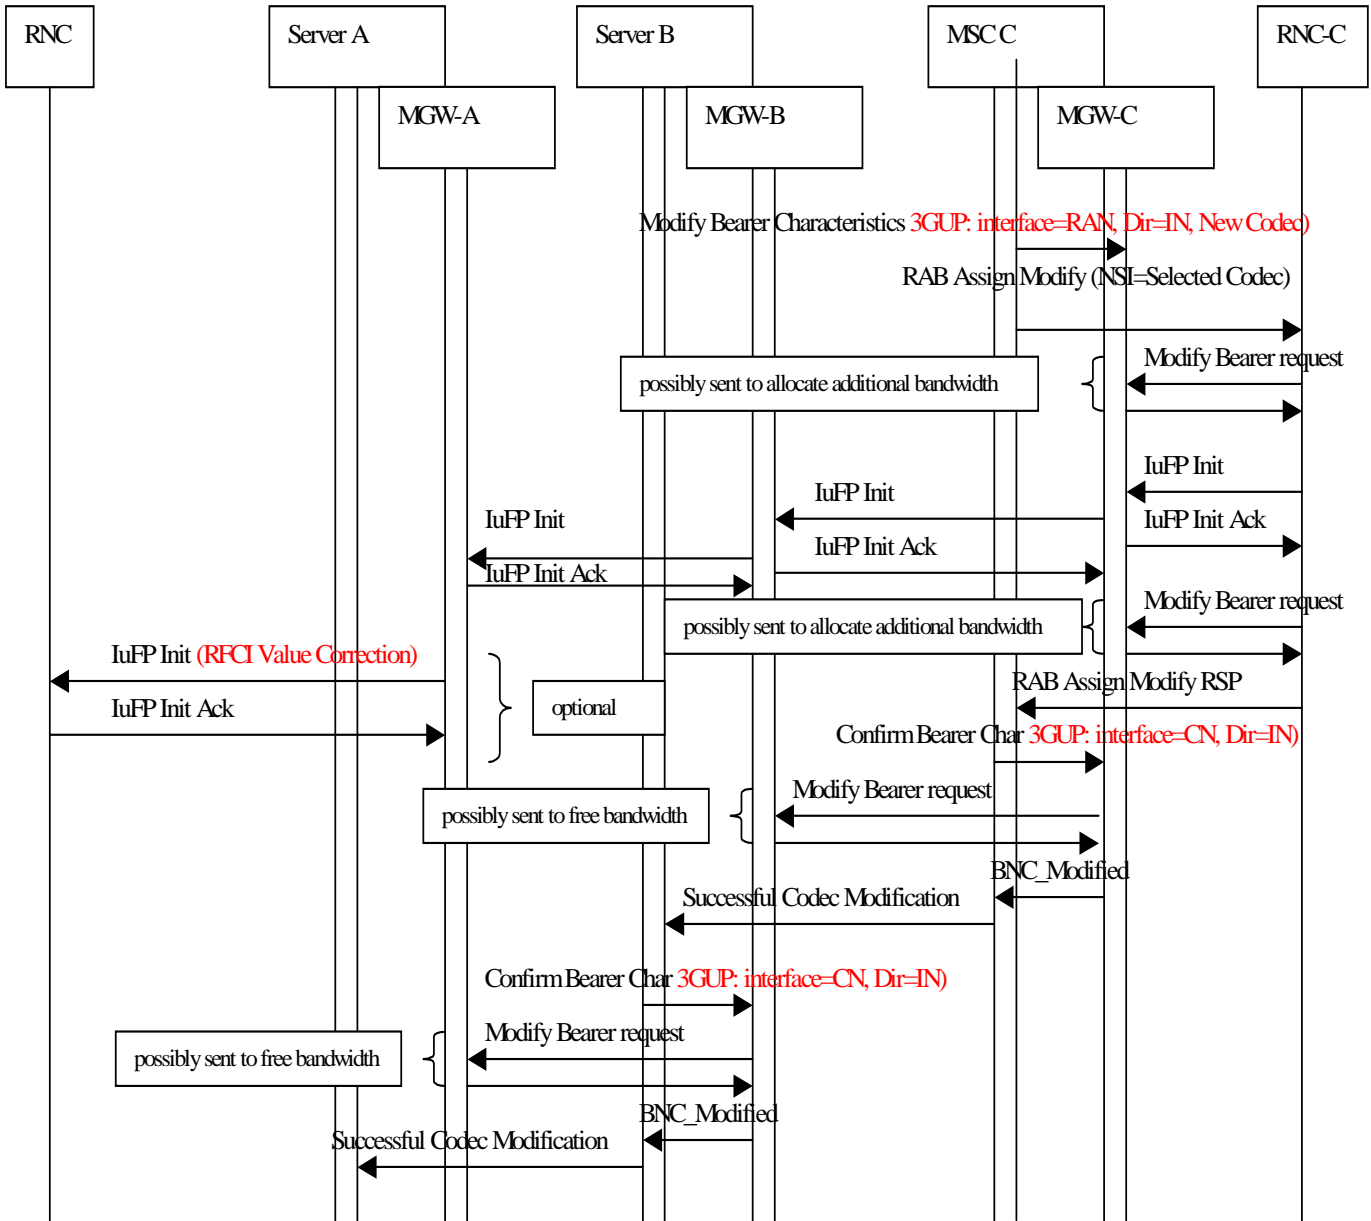 RNC
Server A
Server B
MSC C
RNC-C
MGW-A
MGW-B
MGW-C
Modify Bearer Characteristics 3GUP: interface=RAN, Dir=IN, New Codec)
RAB Assign Modify (NSI=Selected Codec)
Modify Bearer request
possibly sent to allocate additional bandwidth
IuFP Init
IuFP Init
IuFP Init
IuFP Init Ack
IuFP Init Ack
IuFP Init Ack
Modify Bearer request
possibly sent to allocate additional bandwidth
IuFP Init (RFCI Value Correction)
RAB Assign Modify RSP
IuFP Init Ack
optional
Confirm Bearer Char 3GUP: interface=CN, Dir=IN)
Modify Bearer request
possibly sent to free bandwidth
BNC_Modified
Successful Codec Modification
Confirm Bearer Char 3GUP: interface=CN, Dir=IN)
Modify Bearer request
possibly sent to free bandwidth
BNC_Modified
Successful Codec Modification